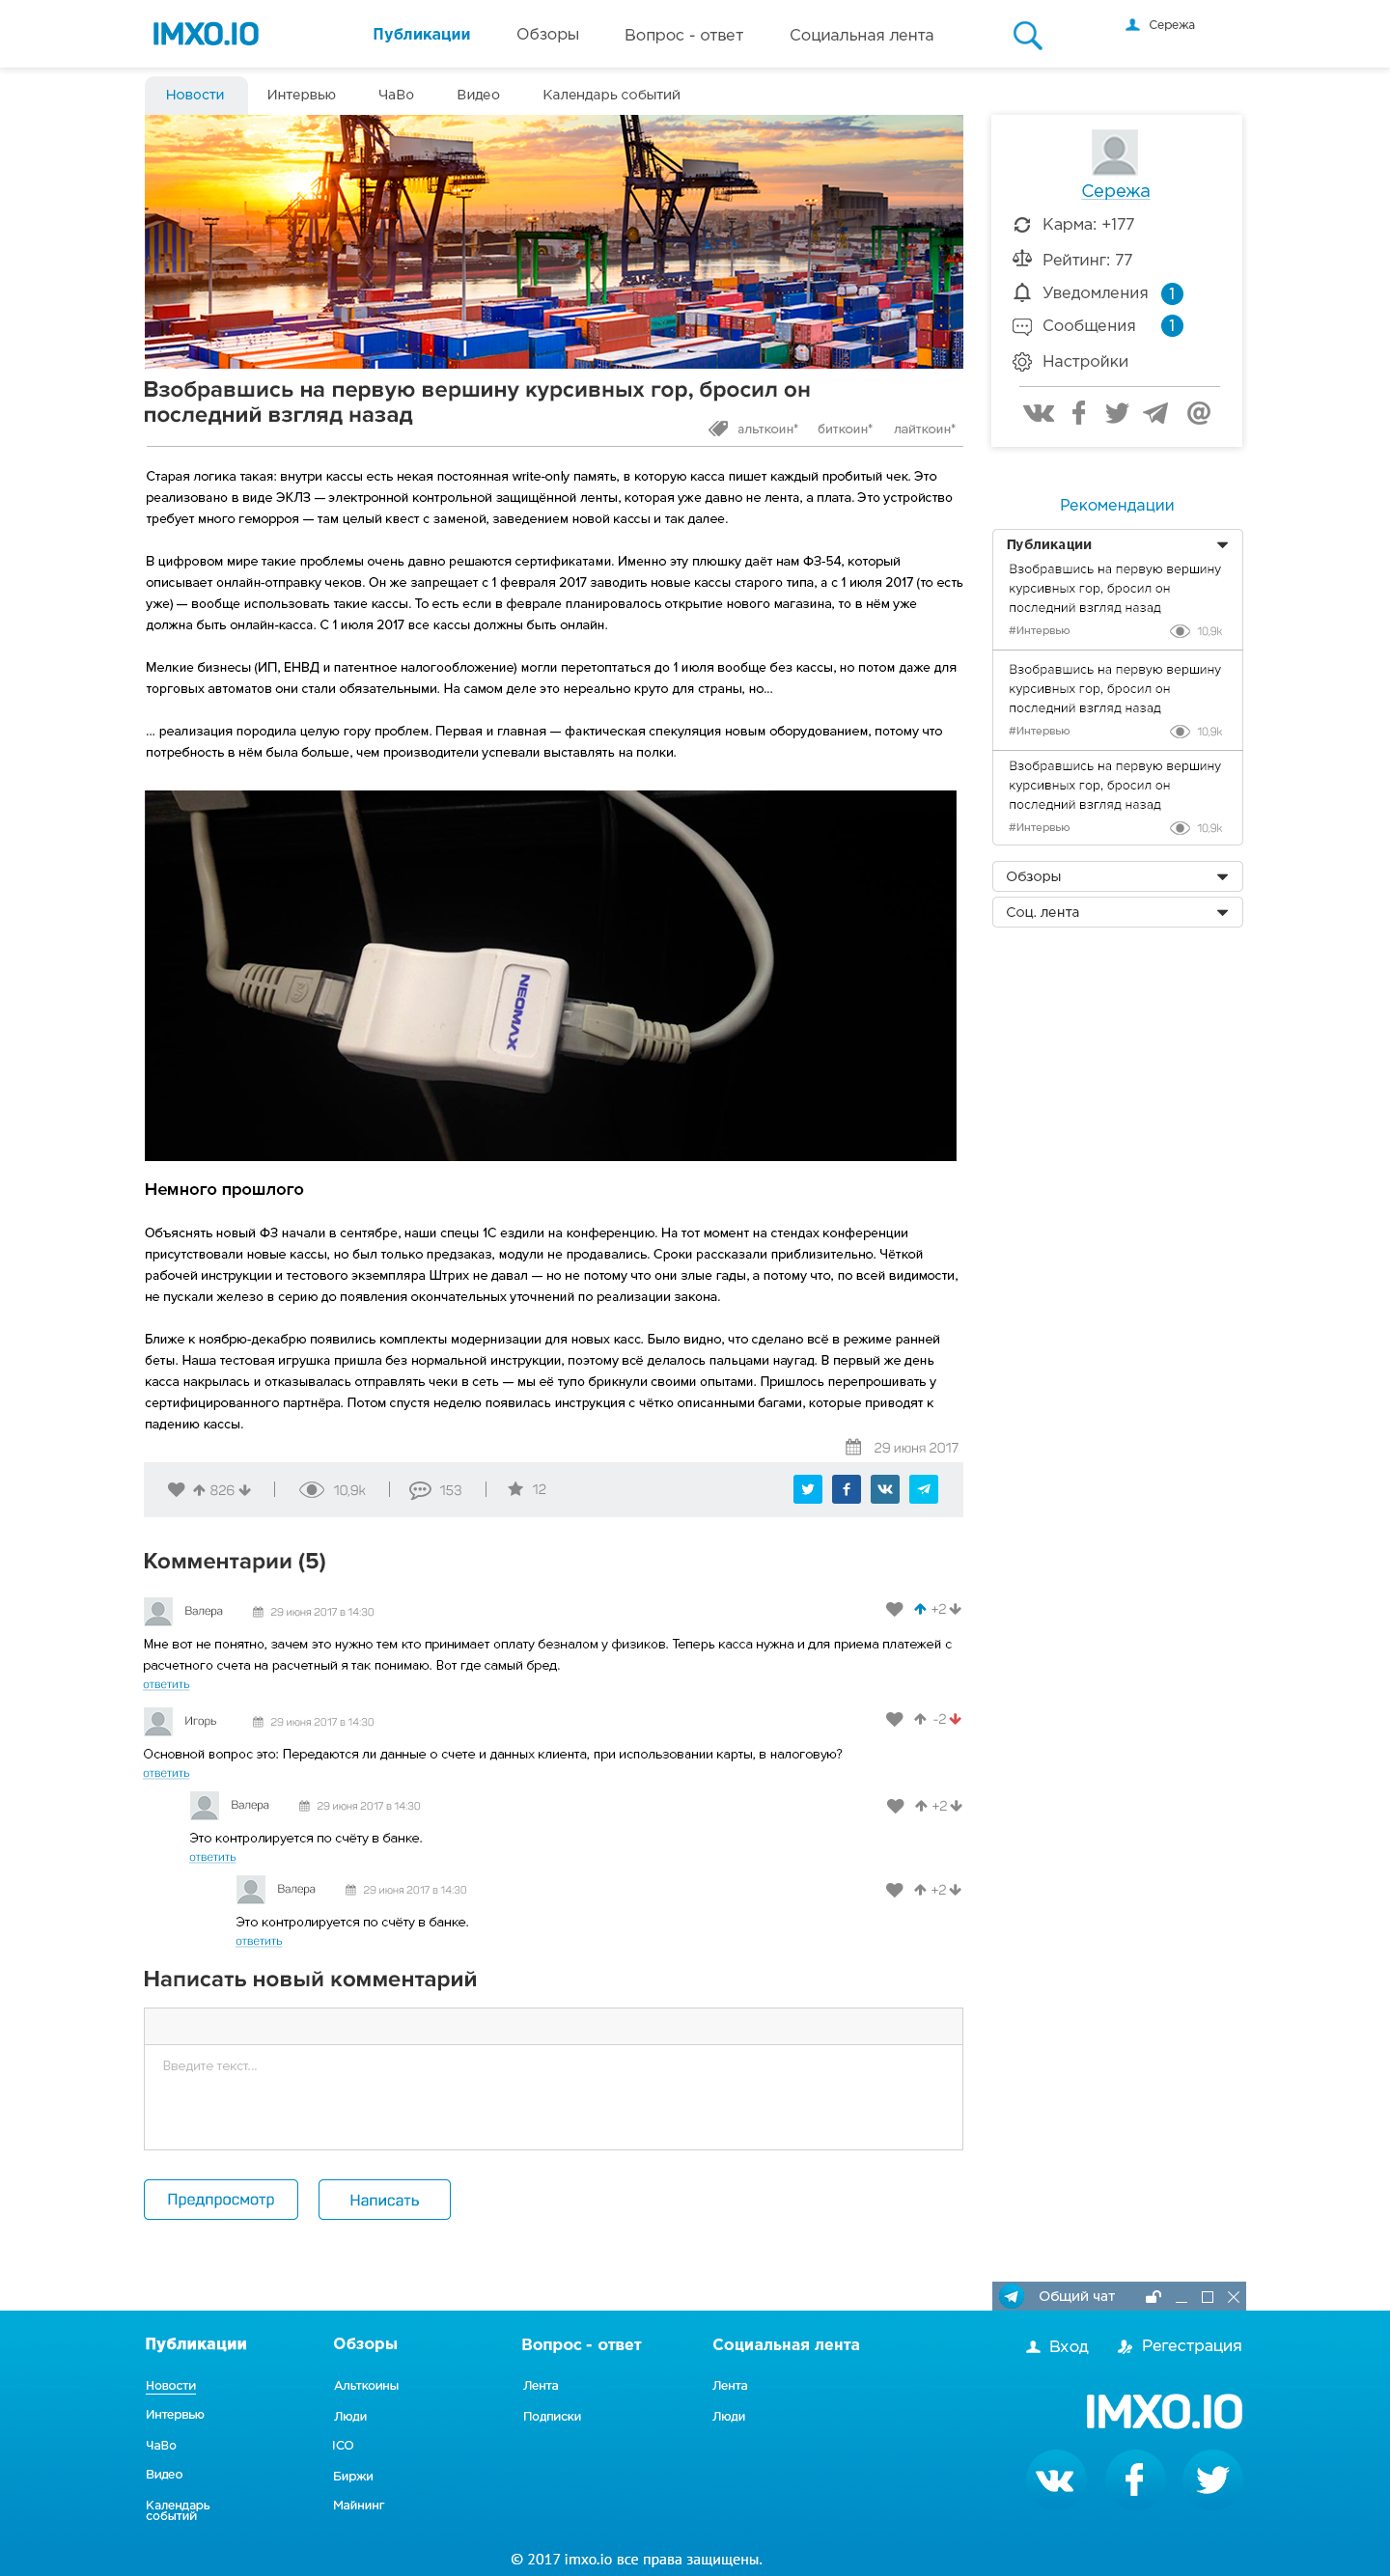 IMXO.IO
Публикации
Обзоры
Вопрос - ответ
Социальная лента
Сережа
Новости
Интервью
ЧаВо
Видео
Календарь событий
Взобравшись на первую вершину курсивных гор, бросил он
последний взгляд назад
альткоин*
биткоин*
лайткоин*
Старая логика такая: внутри кассы есть некая постоянная write-only память, в которую касса пишет каждый пробитый чек. Это
реализовано в виде ЭКЛЗ — электронной контрольной защищённой ленты, которая уже давно не лента, а плата. Это устройство
требует много геморроя — там целый квест с заменой, заведением новой кассы и так далее.
В цифровом мире такие проблемы очень давно решаются сертификатами. Именно эту плюшку даёт нам ФЗ-54, который
описывает онлайн-отправку чеков. Он же запрещает с 1 февраля 2017 заводить новые кассы старого типа, а с 1 июля 2017 (то есть
уже) — вообще использовать такие кассы. То есть если в феврале планировалось открытие нового магазина, то в нём уже
должна быть онлайн-касса. С 1 июля 2017 все кассы должны быть онлайн.
Мелкие бизнесы (ИП, ЕНВД и патентное налогообложение) могли перетоптаться до 1 июля вообще без кассы, но потом даже для
торговых автоматов они стали обязательными. На самом деле это нереально круто для страны, но...
... реализация породила целую гору проблем. Первая и главная — фактическая спекуляция новым оборудованием, потому что
потребность в нём была больше, чем производители успевали выставлять на полки.
NEOMAX
Немного прошлого
Объяснять новый ФЗ начали в сентябре, наши спецы 1С ездили на конференцию. На тот момент на стендах конференции
присутствовали новые кассы, но был только предзаказ, модули не продавались. Сроки рассказали приблизительно. Чёткой
рабочей инструкции и тестового экземпляра Штрих не давал — но не потому что они злые гады, а потому что, по всей видимости,
не пускали железо в серию до появления окончательных уточнений по реализации закона.
Ближе к ноябрю-декабрю появились комплекты модернизации для новых касс. Было видно, что сделано всё в режиме ранней
беты. Наша тестовая игрушка пришла без нормальной инструкции, поэтому всё делалось пальцами наугад. В первый же день
касса накрылась и отказывалась отправлять чеки в сеть — мы её тупо брикнули своими опытами. Пришлось перепрошивать у
сертифицированного партнёра. Потом спустя неделю появилась инструкция с чётко описанными багами, которые приводят к
падению кассы.
29 июня 2017
826
10,9k
153
12
Комментарии (5)
Валера
29 июня 2017 в 14:30
+2
Мне вот не понятно, зачем это нужно тем кто принимает оплату безналом у физиков. Теперь касса нужна и для приема платежей с
расчетного счета на расчетный я так понимаю. Вот где самый бред.
ответить
Игорь
29 июня 2017 в 14:30
-2
Основной вопрос это: Передаются ли данные о счете и данных клиента, при использовании карты, в налоговую?
ответить
Валера
29 июня 2017 в 14:30
+2
Это контролируется по счёту в банке.
ответить
Валера
29 июня 2017 в 14:30
+2
Это контролируется по счёту в банке.
ответить
Написать новый комментарий
Введите текст...
Предпросмотр
Написать
Сережа
Карма: +177
Рейтинг: 77
Уведомления
1
Сообщения
1
Настройки
Рекомендации
Публикации
Взобравшись на первую вершину
курсивных гор, бросил он
последний взгляд назад
#Интервью
10,9k
Взобравшись на первую вершину
курсивных гор, бросил он
последний взгляд назад
#Интервью
10,9k
Взобравшись на первую вершину
курсивных гор, бросил он
последний взгляд назад
#Интервью
10,9k
Обзоры
Соц. лента
Общий чат
Публикации
Новости
Интервью
ЧаВо
Видео
Календарь
событий
Обзоры
Альткоины
Люди
ICO
Биржи
Майнинг
Вопрос - ответ
Лента
Подписки
Социальная лента
Лента
Люди
Вход
Регестрация
IMXO.IO
© 2017 imxo.io все права защищены.